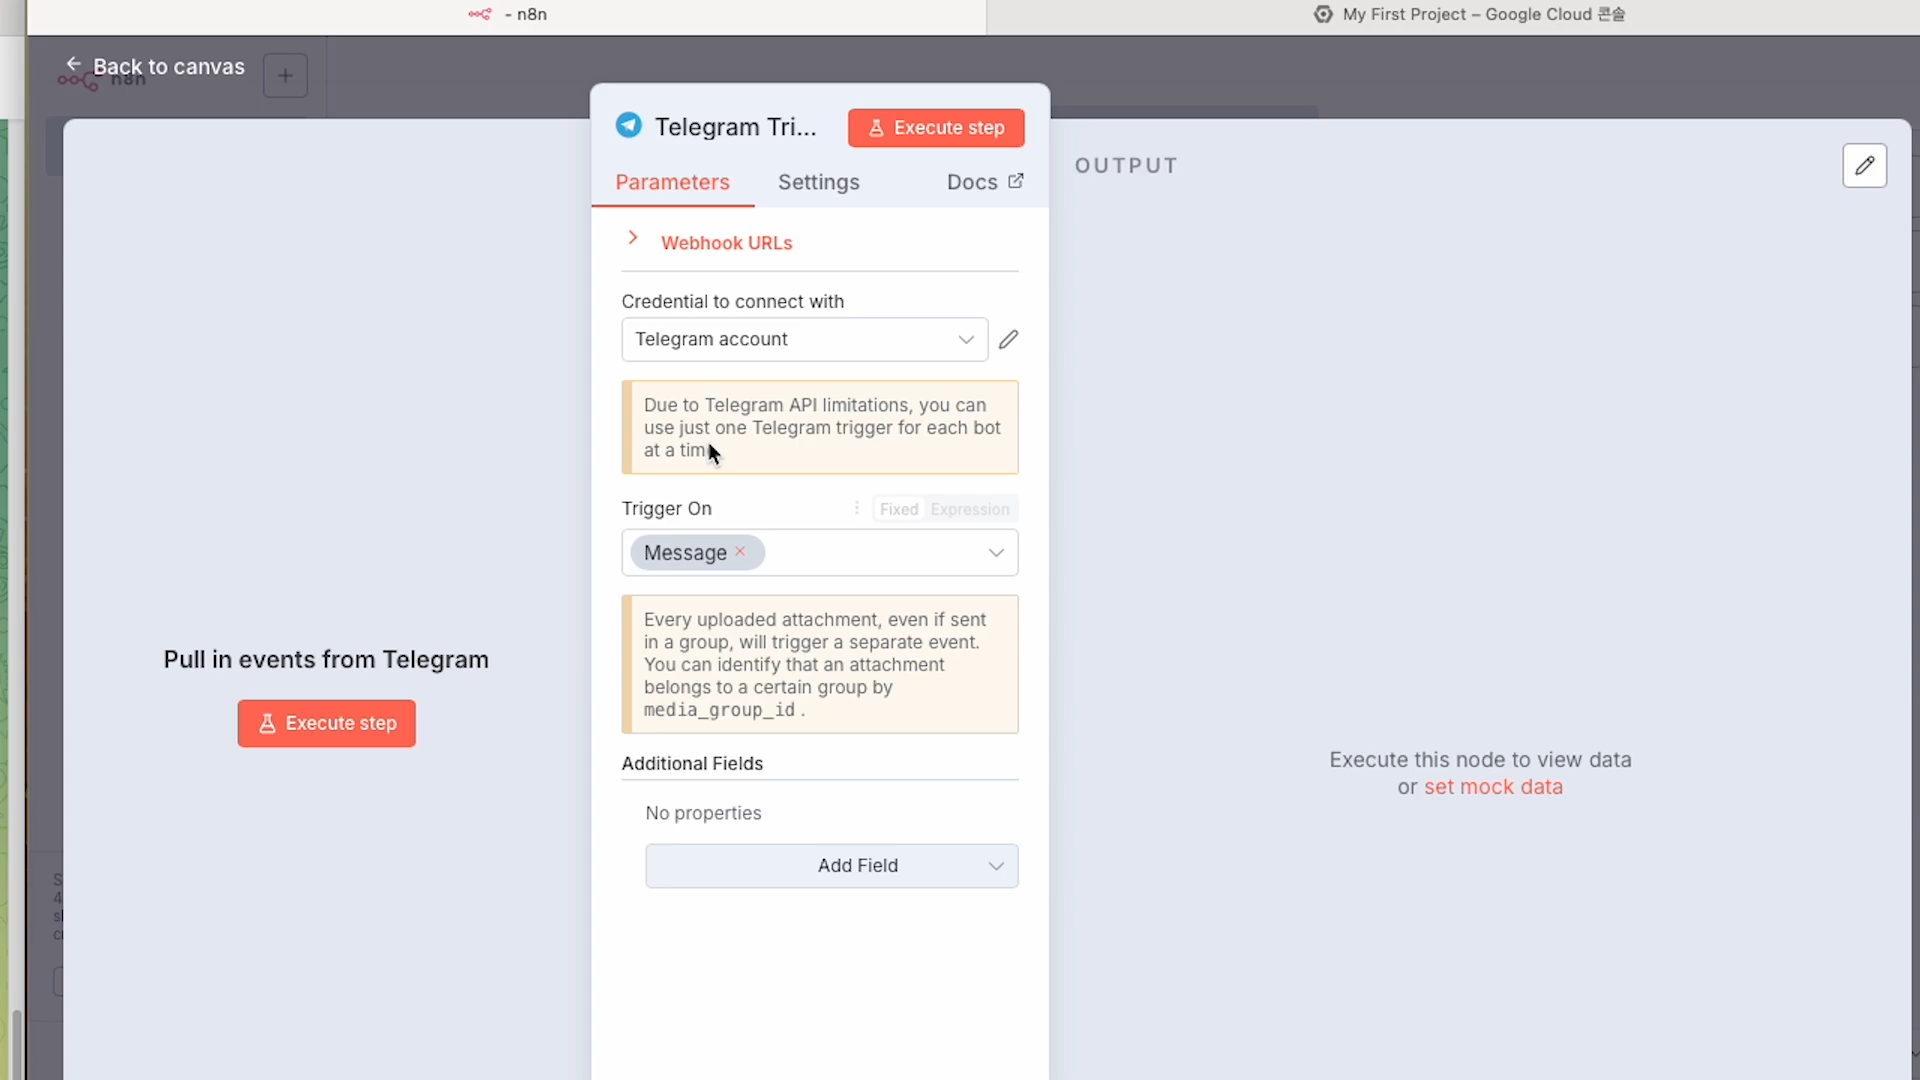 - n8n
My First Project – Google Cloud 콘솔
Back to canvas
n8n
Telegram Tri...
Execute step
OUTPUT
Parameters
Settings
Docs
Webhook URLs
Credential to connect with
Telegram account
Due to Telegram API limitations, you can
use just one Telegram trigger for each bot
at a tim
Trigger On
Fixed
Expression
Message
Every uploaded attachment, even if sent
in a group, will trigger a separate event.
You can identify that an attachment
belongs to a certain group by
media_group_id .
Pull in events from Telegram
Execute step
Additional Fields
Execute this node to view data
or set mock data
No properties
Add Field